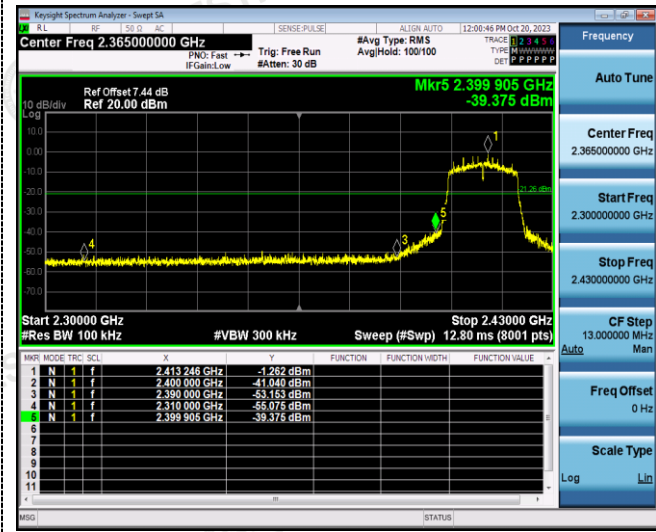 Keysight Spectrum Analyzer - Swept SA
RL RF 50 Ω AC SENSE:PULSE ALIGN AUTO 12:00:46 PM Oct 20, 2023
Center Freq 2.365000000 GHz
PNO: Fast Trig: Free Run
IFGain:Low #Atten: 30 dB
#Avg Type: RMS
Avg|Hold: 100/100
TRACE 1 2 3 4 5 6
TYPE M WWWWW
DET P P P P P P
Frequency
Auto Tune
Center Freq
2.365000000 GHz
Start Freq
2.300000000 GHz
Stop Freq
2.430000000 GHz
CF Step
13.000000 MHz
Auto Man
Freq Offset
0 Hz
Scale Type
Log Lin
Mkr5 2.399 905 GHz
-39.375 dBm
Ref Offset 7.44 dB
10 dB/div Ref 20.00 dBm
Log
10.0
0.00
-10.0
-20.0
-30.0
-40.0
-50.0
-60.0
-70.0
1
-21.26 dBm
5
3
4
Start 2.30000 GHz Stop 2.43000 GHz
#Res BW 100 kHz #VBW 300 kHz Sweep (#Swp) 12.80 ms (8001 pts)
MKR MODE TRC SCL X Y FUNCTION FUNCTION WIDTH FUNCTION VALUE
1 N 1 f 2.413 246 GHz -1.262 dBm
2 N 1 f 2.400 000 GHz -41.040 dBm
3 N 1 f 2.390 000 GHz -53.153 dBm
4 N 1 f 2.310 000 GHz -55.075 dBm
5 N 1 f 2.399 905 GHz -39.375 dBm
6
7
8
9
10
11
MSG STATUS